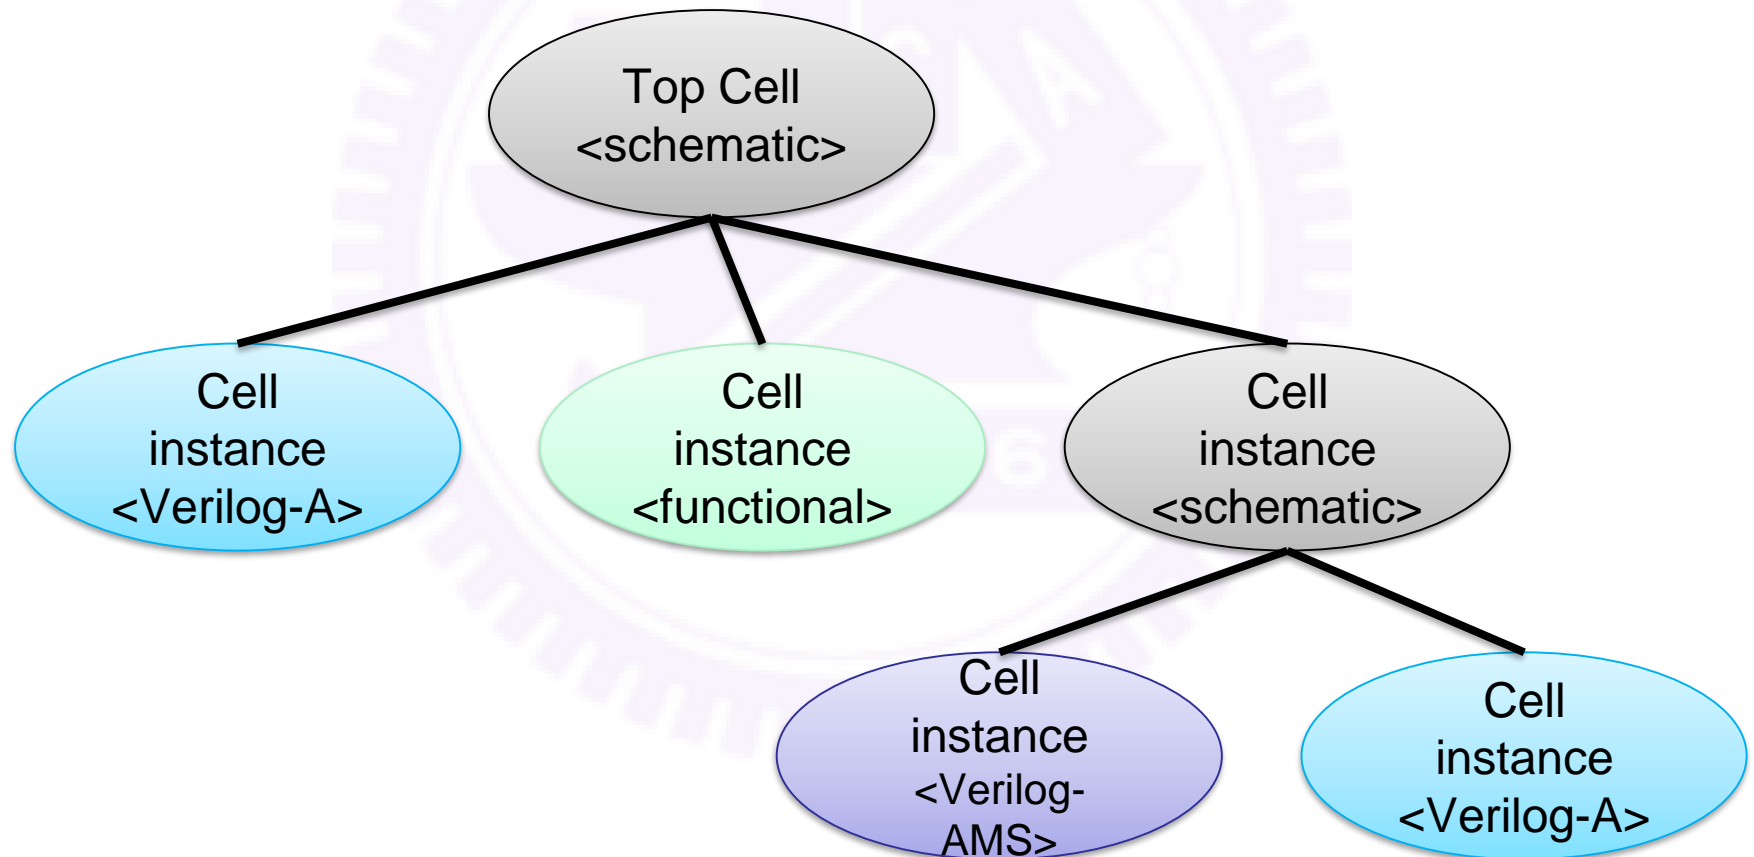 Top Cell
<schematic>
Cell
instance
<Verilog-A>
Cell
instance
<functional>
Cell
instance
<schematic>
Cell
instance
<Verilog-
AMS>
Cell
instance
<Verilog-A>